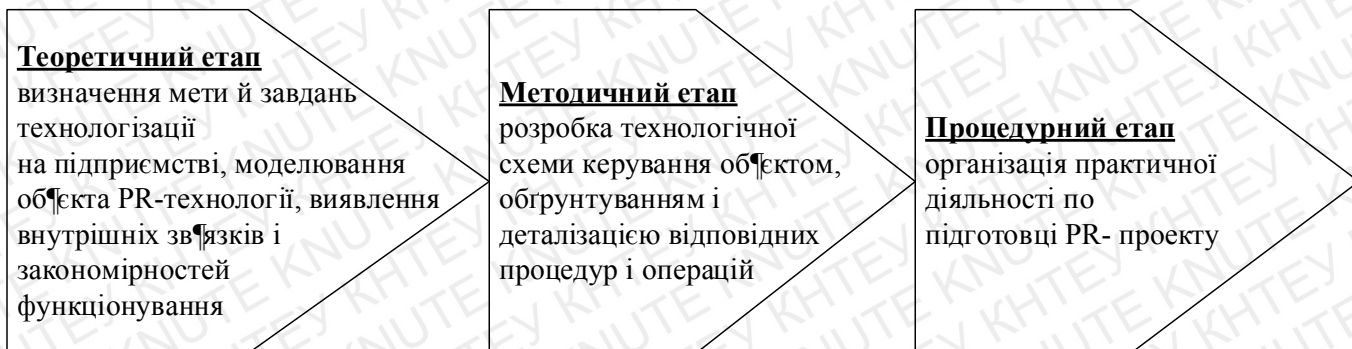 Теоретичний етап
визначення мети й завдань
технологізації
на підприємстві, моделювання
об¶єкта PR-технології, виявлення
внутрішніх зв¶язків і
закономірностей
функціонування
Методичний етап
розробка технологічної
схеми керування об¶єктом,
обґрунтуванням і
деталізацією відповідних
процедур і операцій
Процедурний етап
організація практичної
діяльності по
підготовці PR- проекту